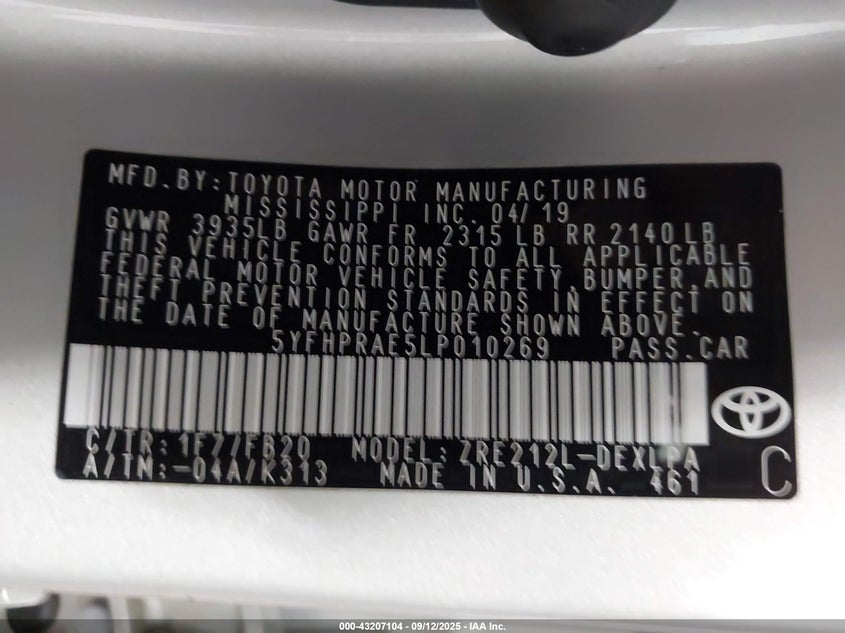 MFD.BY:TOYOTA MOTOR MANUFACTURING
MISSISSIPPI INC. 04/19
GVWR 3935LB GAWR FR 2315 LB RR 2140LB
THIS VEHICLE CONFORMS TO ALL APPLICABLE
FEDERAL MOTOR VEHICLE SAFETY,BUMPER,AND
THEFT PREVENTION STANDARDS IN EFFECT ON
THE DATE OF MANUFACTURE SHOWN ABOVE.
5YFHPRAE5LP010269 PASS.CAR
C/TR:1F77/FB20 MODEL:ZRE212L-DEXLPA
A/TM:-04A/K313 MADE IN U.S.A. 461
C
000-43207104 - 09/12/2025 - IAA Inc.